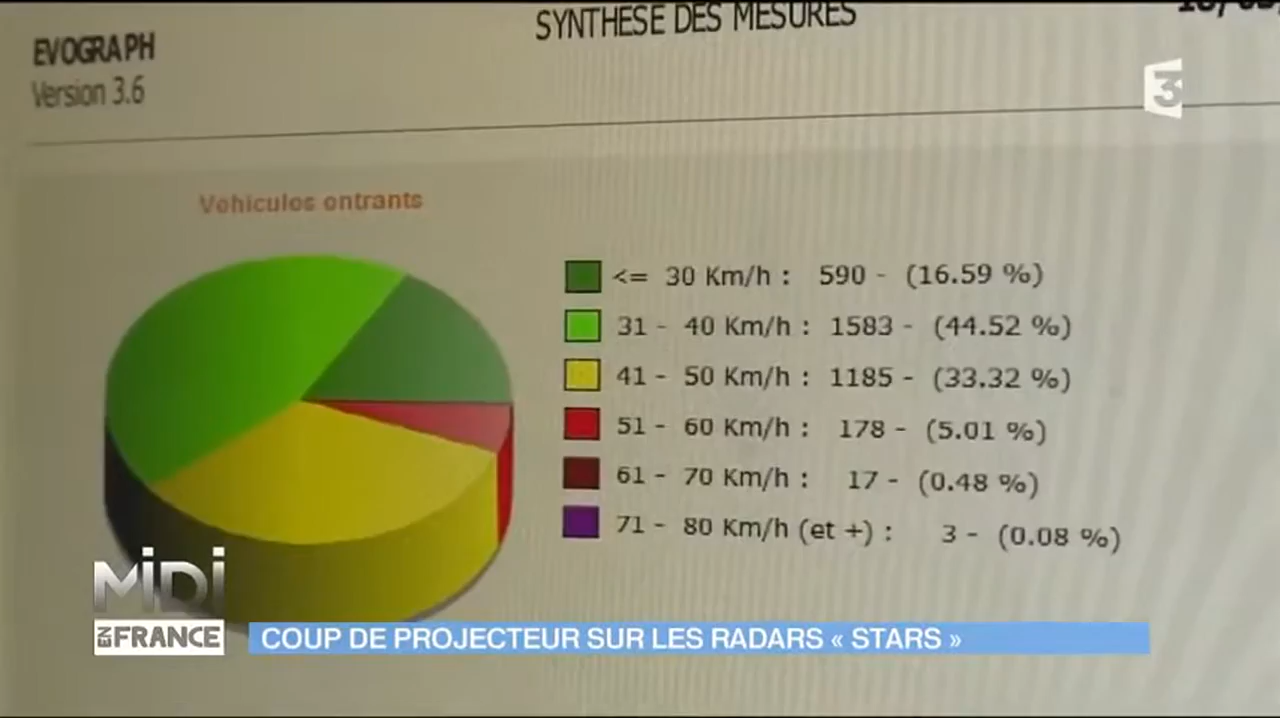 SYNTHESE DES MESURES
EVOGRAPH
Version 3.6
3
Véhicules entrants
<= 30 Km/h : 590 - (16.59 %)
31 - 40 Km/h : 1583 - (44.52 %)
41 - 50 Km/h : 1185 - (33.32 %)
51 - 60 Km/h : 178 - (5.01 %)
61 - 70 Km/h : 17 - (0.48 %)
71 - 80 Km/h (et +) : 3 - (0.08 %)
MiDi
EN FRANCE
COUP DE PROJECTEUR SUR LES RADARS « STARS »